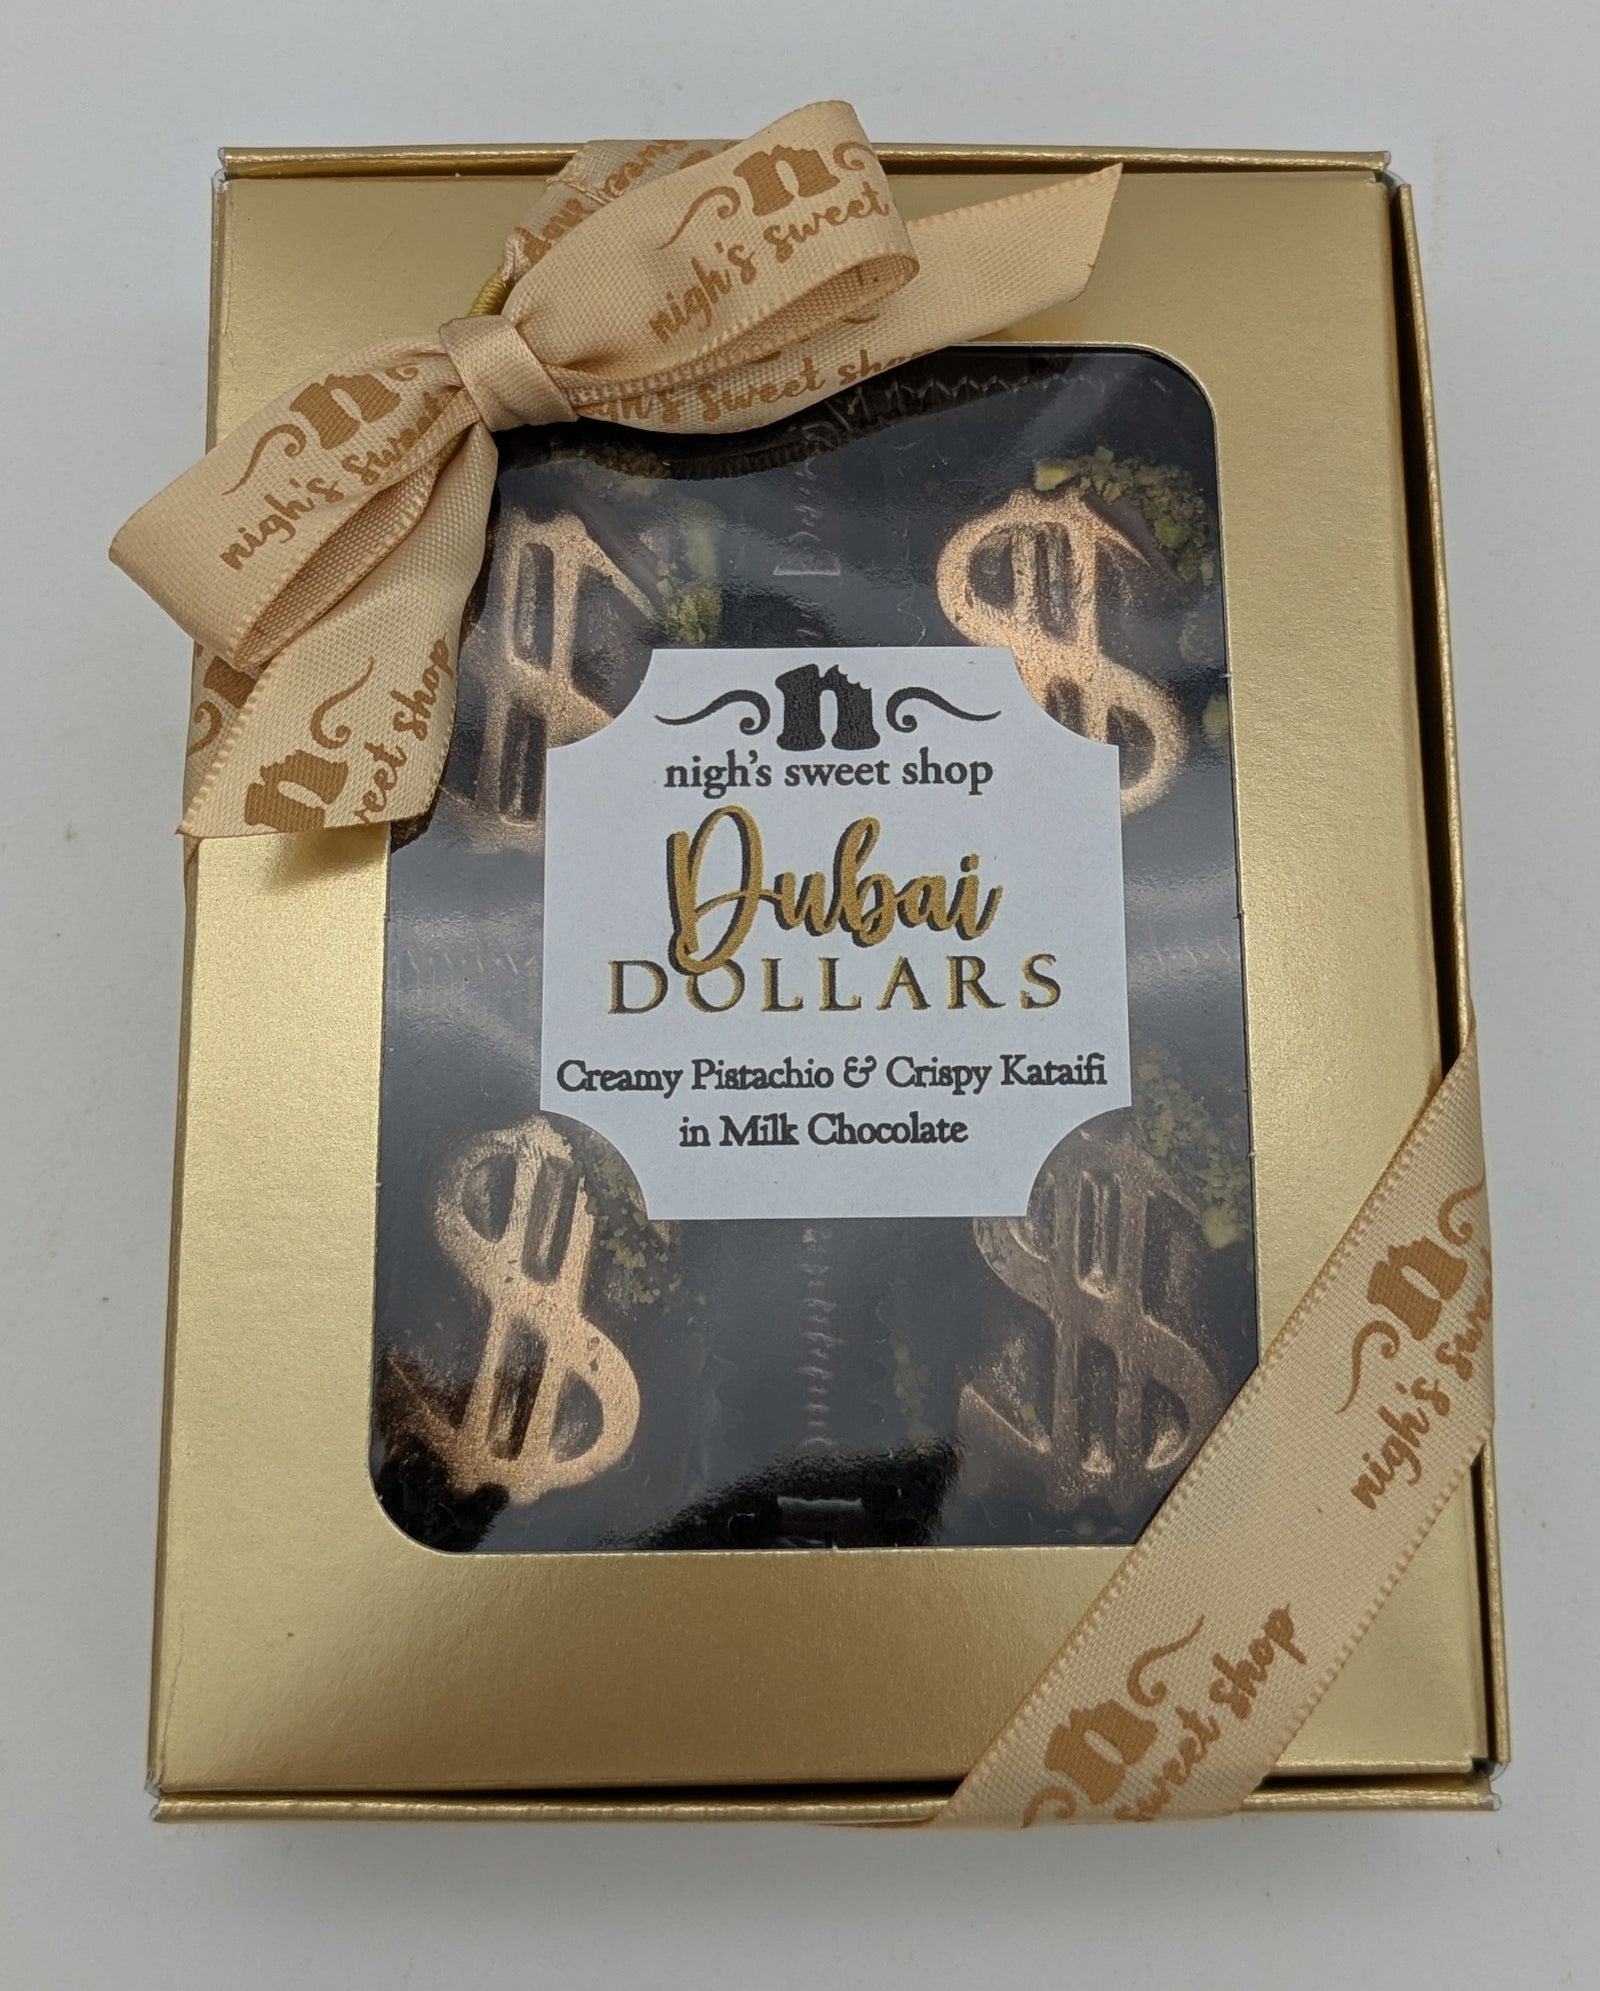 n
nigh's sweet
nigh's sweet shop
n
nigh's sweet
n
sweet shop
n
nigh's sweet shop
Dubai
DOLLARS
Creamy Pistachio & Crispy Kataifi
in Milk Chocolate
n
nigh's
n
sweet shop